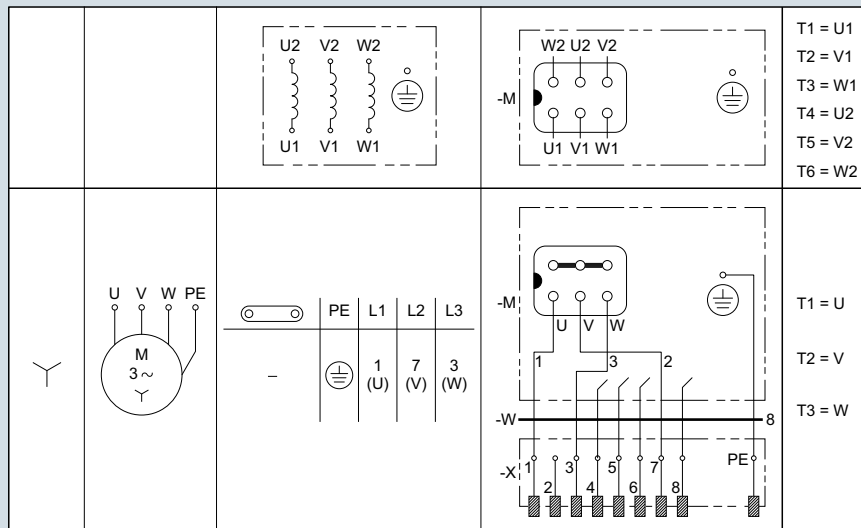 U2 V2 W2
U1 V1 W1
W2 U2 V2
-M
U1 V1 W1
T1 = U1
T2 = V1
T3 = W1
T4 = U2
T5 = V2
T6 = W2
U V W PE
M
3 ~
PE L1 L2 L3
– 1 7 3
(U) (V) (W)
-M
U V W
1 3 2
-W 8
-X 1 3 5 7 PE
2 4 6 8
T1 = U
T2 = V
T3 = W